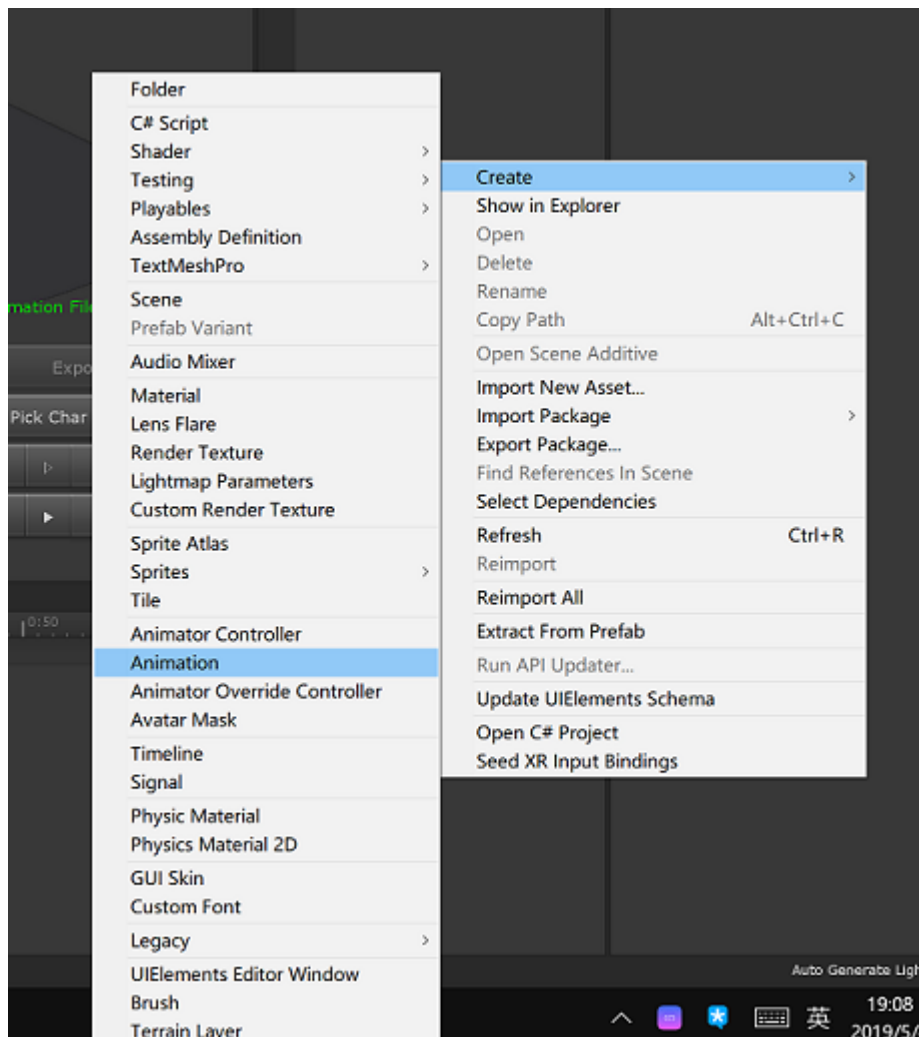 Folder
C# Script
Shader
Testing
Playables
Assembly Definition
TextMeshPro
Scene
Prefab Variant
Audio Mixer
Material
Lens Flare
Render Texture
Lightmap Parameters
Custom Render Texture
Sprite Atlas
Sprites
Tile
Animator Controller
Animation
Animator Override Controller
Avatar Mask
Timeline
Signal
Physic Material
Physics Material 2D
GUI Skin
Custom Font
Legacy
UIElements Editor Window
Brush
Terrain Layer
Create
Show in Explorer
Open
Delete
Rename
Copy Path Alt+Ctrl+C
Open Scene Additive
Import New Asset...
Import Package
Export Package...
Find References In Scene
Select Dependencies
Refresh Ctrl+R
Reimport
Reimport All
Extract From Prefab
Run API Updater...
Update UIElements Schema
Open C# Project
Seed XR Input Bindings
mation File
Expo
Pick Char
0:50
Auto Generate Ligh
英
19:08
2019/5/